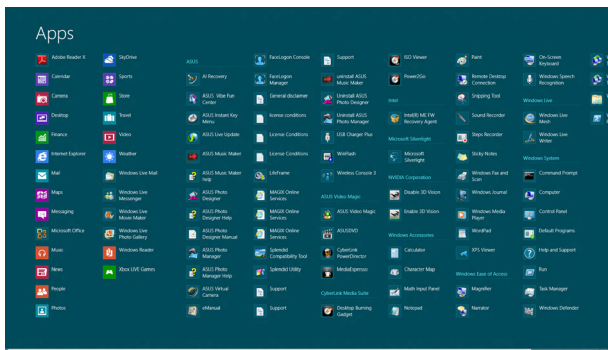 Apps
Adobe Reader X
Calendar
Camera
Desktop
Finance
Internet Explorer
Mail
Maps
Messaging
Microsoft Office
Music
News
People
Photos
SkyDrive
Sports
Store
Travel
Video
Weather
Windows Live Mail
Windows Live
Messenger
Windows Live
Movie Maker
Windows Live
Photo Gallery
Windows Reader
Xbox LIVE Games
ASUS
AI Recovery
ASUS Vibe Fun
Center
ASUS Instant Key
Menu
ASUS Live Update
ASUS Music Maker
ASUS Music Maker
help
ASUS Photo
Designer
ASUS Photo
Designer Help
ASUS Photo
Designer Manual
ASUS Photo
Manager
ASUS Photo
Manager Help
ASUS Virtual
Camera
eManual
FaceLogon Console
FaceLogon
Manager
General disclaimer
license conditions
License Conditions
License Conditions
LifeFrame
MAGIX Online
Services
MAGIX Online
Services
MAGIX Online
Services
Splendid
Compatibility Tool
Splendid Utility
Support
Support
Support
uninstall ASUS
Music Maker
Uninstall ASUS
Photo Designer
Uninstall ASUS
Photo Manager
USB Charger Plus
WinFlash
Wireless Console 3
ASUS Video Magic
ASUS Video Magic
ASUSDVD
CyberLink
PowerDirector
MediaEspresso
CyberLink Media Suite
Desktop Burning
Gadget
ISO Viewer
Power2Go
Intel
Intel(R) ME FW
Recovery Agent
Microsoft Silverlight
Microsoft
Silverlight
NVIDIA Corporation
Disable 3D Vision
Enable 3D Vision
Windows Accessories
Calculator
Character Map
Math Input Panel
Notepad
Paint
Remote Desktop
Connection
Snipping Tool
Sound Recorder
Steps Recorder
Sticky Notes
Windows Fax and
Scan
Windows Journal
Windows Media
Player
WordPad
XPS Viewer
Windows Ease of Access
Magnifier
Narrator
On-Screen
Keyboard
Windows Speech
Recognition
Windows Live
Windows Live
Mesh
Windows Live
Writer
Windows System
Command Prompt
Computer
Control Panel
Default Programs
Help and Support
Run
Task Manager
Windows Defender